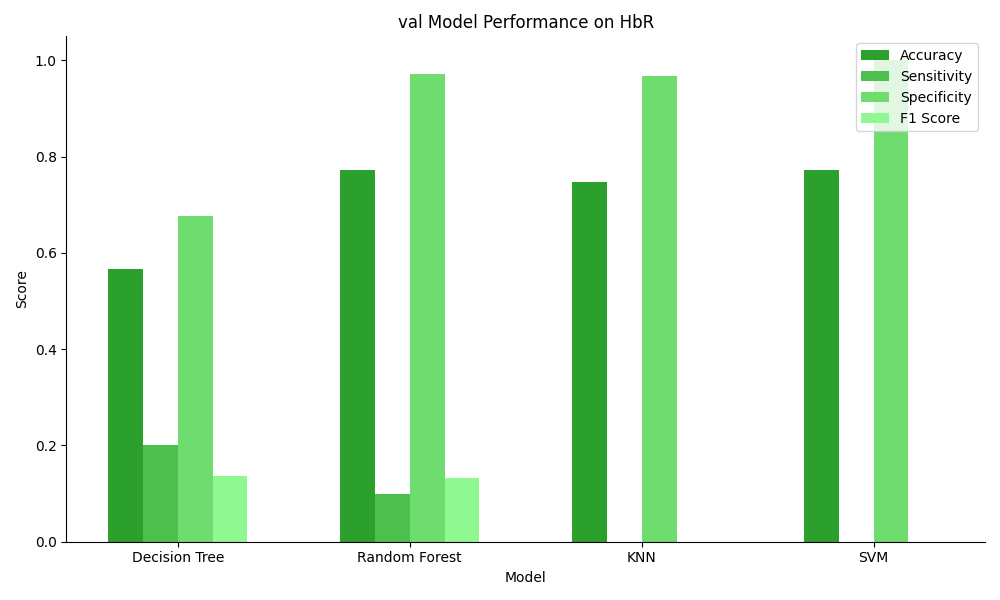 val Model Performance on HbR
Accuracy
Sensitivity
Specificity
F1 Score
1.0
0.8
0.6
0.4
0.2
0.0
Score
Decision Tree
Random Forest
KNN
SVM
Model